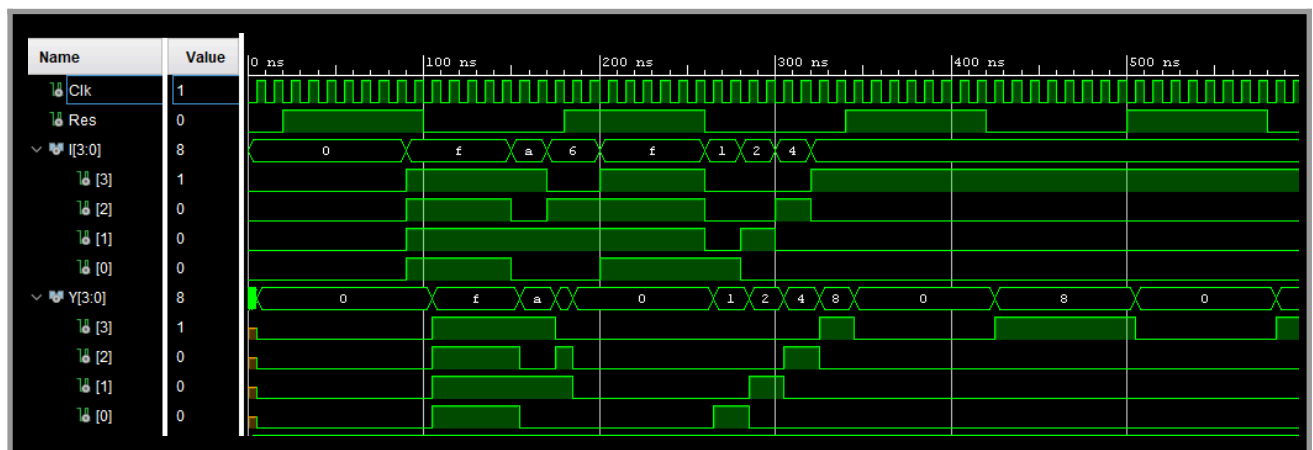 Name Value 0 ns 100 ns 200 ns 300 ns 400 ns 500 ns
Clk 1
Res 0
I[3:0] 8 0 f a 6 f 1 2 4
[3] 1
[2] 0
[1] 0
[0] 0
Y[3:0] 8 0 f a 0 1 2 4 8 0 8 0
[3] 1
[2] 0
[1] 0
[0] 0